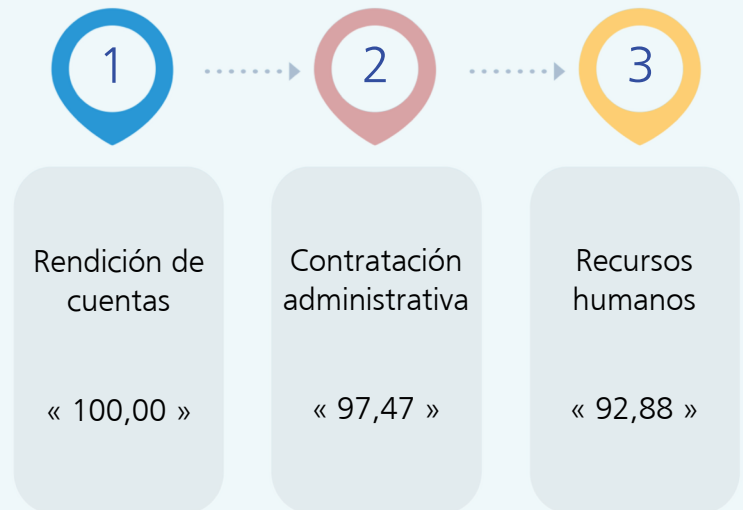 1
2
3
Rendición de
cuentas
« 100,00 »
Contratación
administrativa
« 97,47 »
Recursos
humanos
« 92,88 »